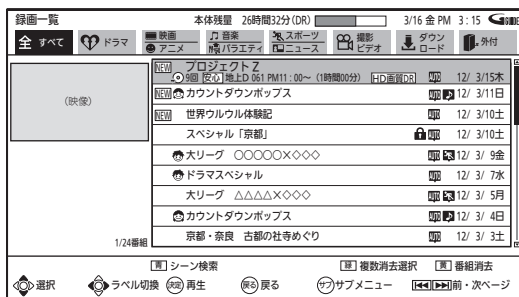 録画一覧 本体残量 26時間32分(DR) 3/16 金 PM 3:15
全 すべて ドラマ 映画 アニメ 音楽 バラエティ スポーツ ニュース 撮影ビデオ ダウンロード 外付
(映像)
NEW プロジェクトZ
9回 安心 地上D 061 PM11:00〜 (1時間00分) HD画質DR 12/ 3/15木
NEW カウントダウンポップス 12/ 3/11日
NEW 世界ウルウル体験記 12/ 3/10土
スペシャル「京都」 12/ 3/10土
大リーグ ○○○○○×◇◇◇ 12/ 3/ 9金
ドラマスペシャル 12/ 3/ 7水
大リーグ △△△△×◇◇◇ 12/ 3/ 5月
カウントダウンポップス 12/ 3/ 4日
京都・奈良 古都の社寺めぐり 12/ 3/ 3土
1/24番組
青 シーン検索 緑 複数消去選択 黄 番組消去
選択 ラベル切換 決定 再生 戻る 戻る サブ サブメニュー 前・次ページ